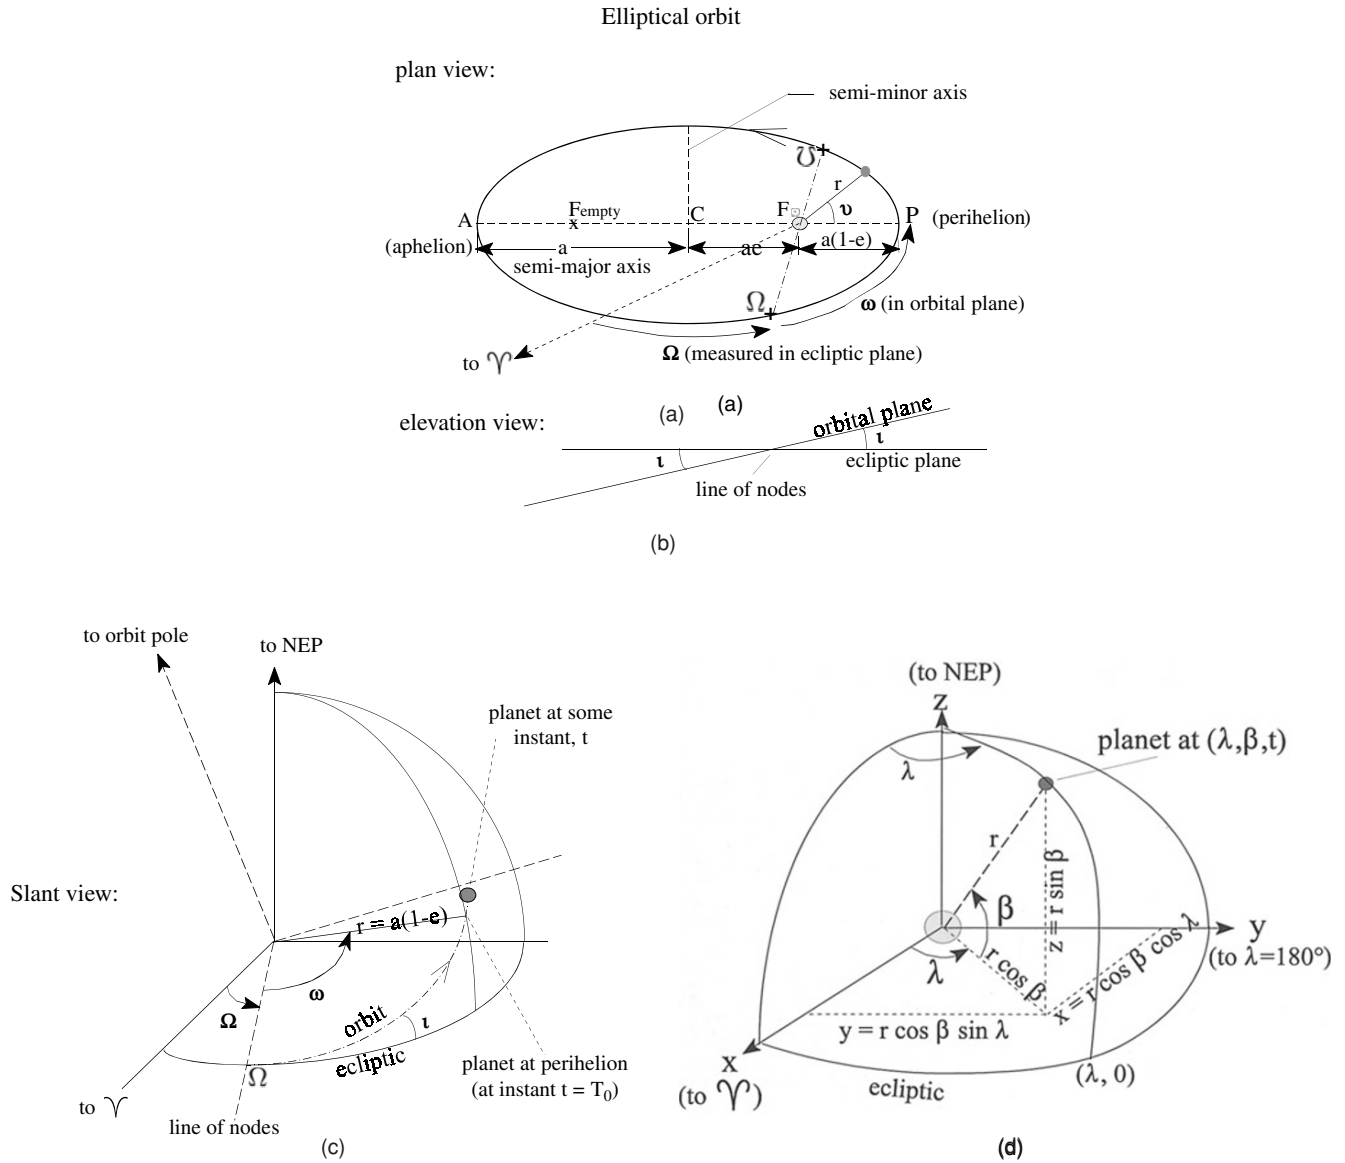 Elliptical orbit
plan view:
semi-minor axis
℧
r
υ
A
Fempty
x
C
F
P (perihelion)
(aphelion)
a
ae
a(1-e)
semi-major axis
Ω
ω (in orbital plane)
to ♈
Ω (measured in ecliptic plane)
(a)
(a)
elevation view:
orbital plane
ι
ι
ecliptic plane
line of nodes
(b)
to orbit pole
to NEP
planet at some
instant, t
Slant view:
r = a(1-e)
ω
Ω
orbit
ι
ecliptic
Ω
planet at perihelion
(at instant t = T0)
to ♈
line of nodes
(c)
(to NEP)
z
planet at (λ,β,t)
λ
r
z = r sin β
β
y
(to λ=180°)
λ
r cos β
x = r cos β cos λ
y = r cos β sin λ
x
(to ♈)
ecliptic
(λ, 0)
(d)